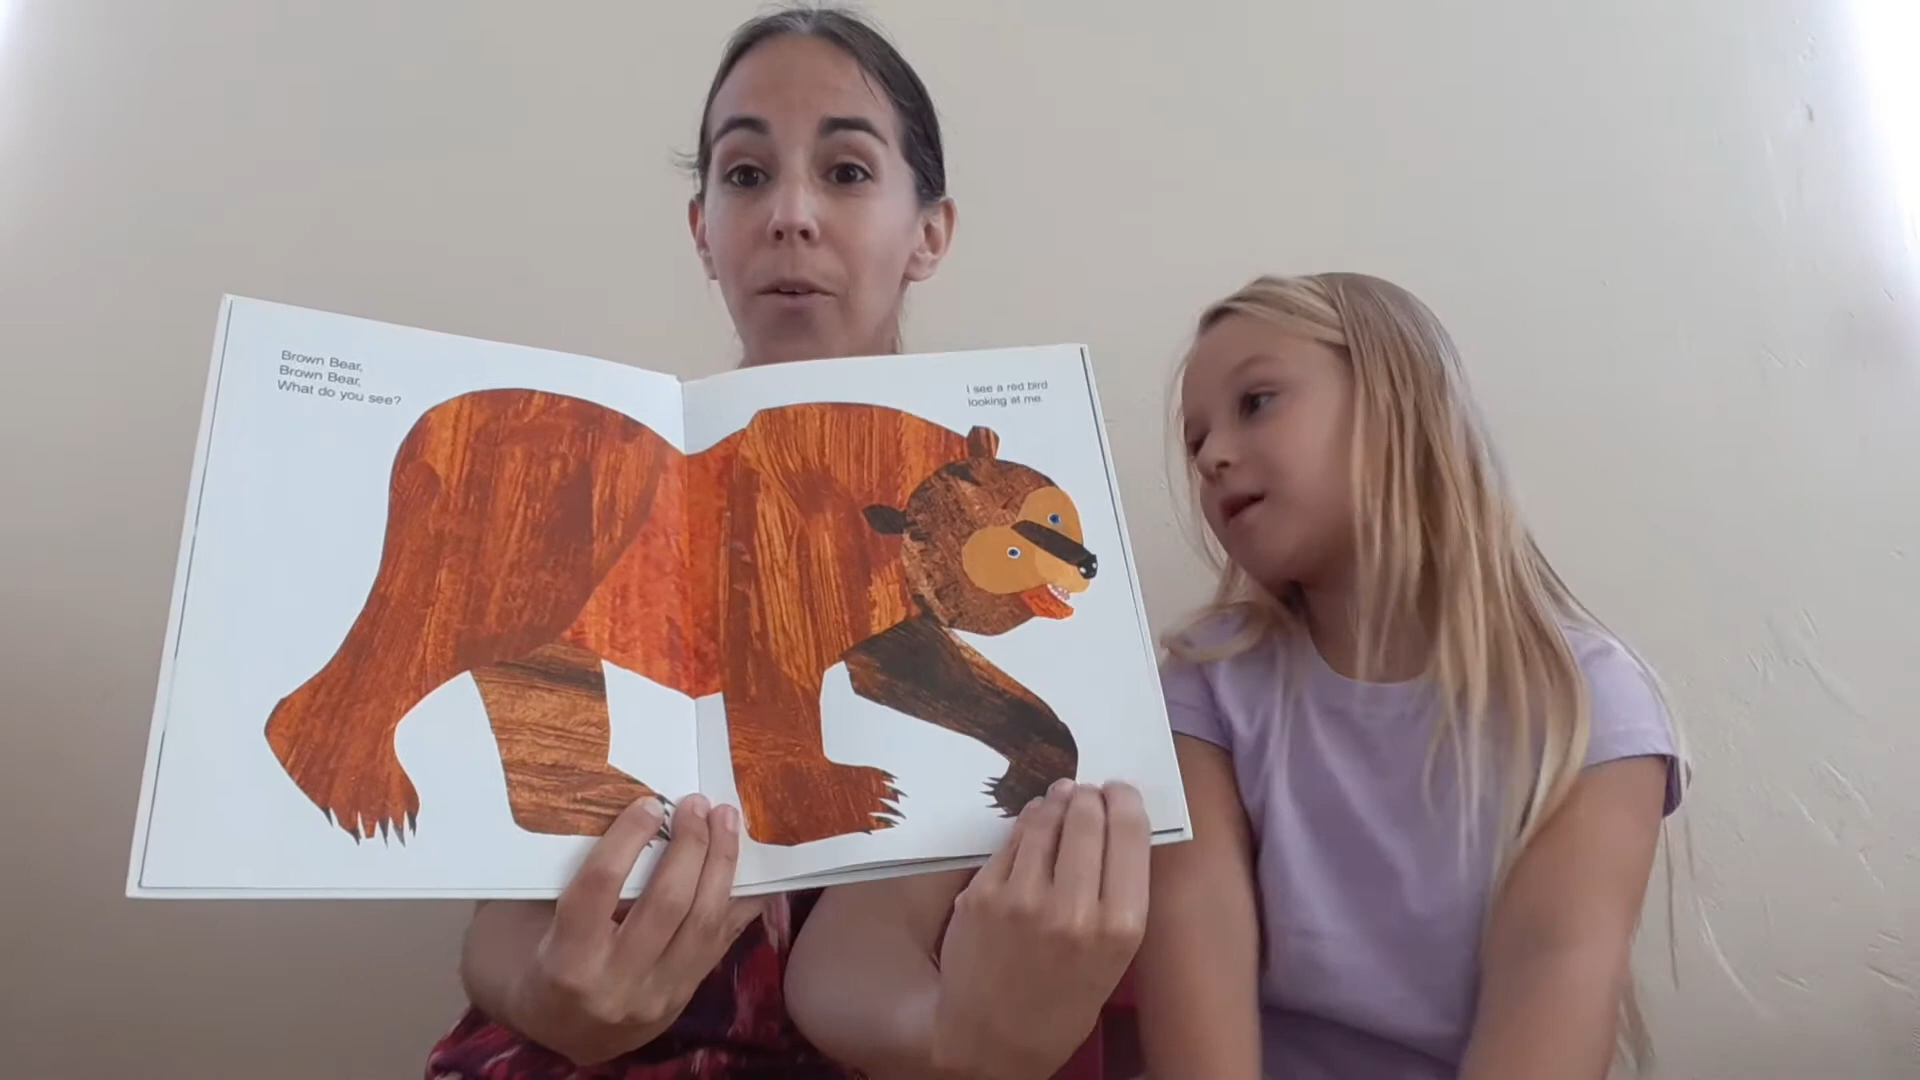 Brown Bear,
Brown Bear,
What do you see?
I see a red bird
looking at me.